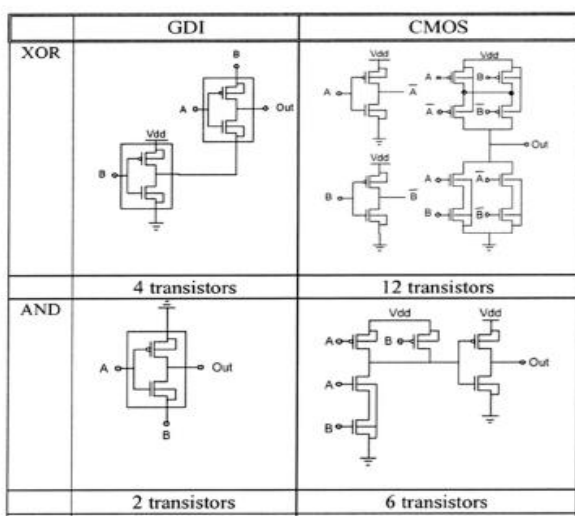 GDI CMOS
XOR
B
A Out
Vdd
B
Vdd
A A̅
Vdd
B B̅
Vdd
A B
A̅ B̅
Out
A A̅
B B̅
4 transistors 12 transistors
AND
A Out
B
Vdd Vdd
A B
Out
A
B
2 transistors 6 transistors